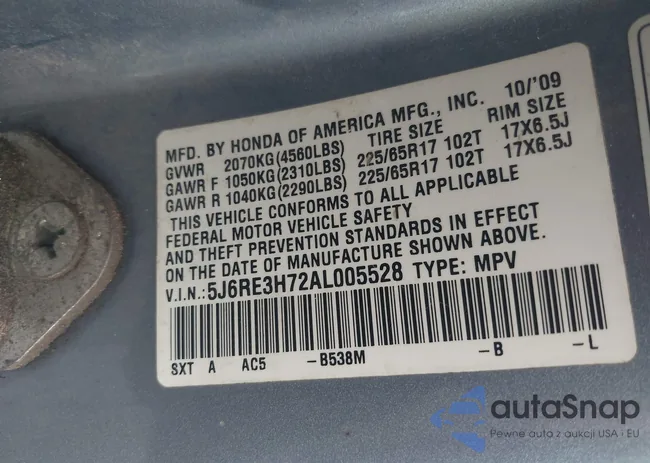 MFD. BY HONDA OF AMERICA MFG., INC. 10/'09
GVWR 2070KG(4560LBS) TIRE SIZE RIM SIZE
GAWR F 1050KG(2310LBS) 225/65R17 102T 17X6.5J
GAWR R 1040KG(2290LBS) 225/65R17 102T 17X6.5J
THIS VEHICLE CONFORMS TO ALL APPLICABLE
FEDERAL MOTOR VEHICLE SAFETY
AND THEFT PREVENTION STANDARDS IN EFFECT
ON THE DATE OF MANUFACTURE SHOWN ABOVE.
V.I.N.:5J6RE3H72AL005528 TYPE: MPV
SXT A AC5 -B538M -B -L
autaSnap
Pewne auta z aukcji USA i EU